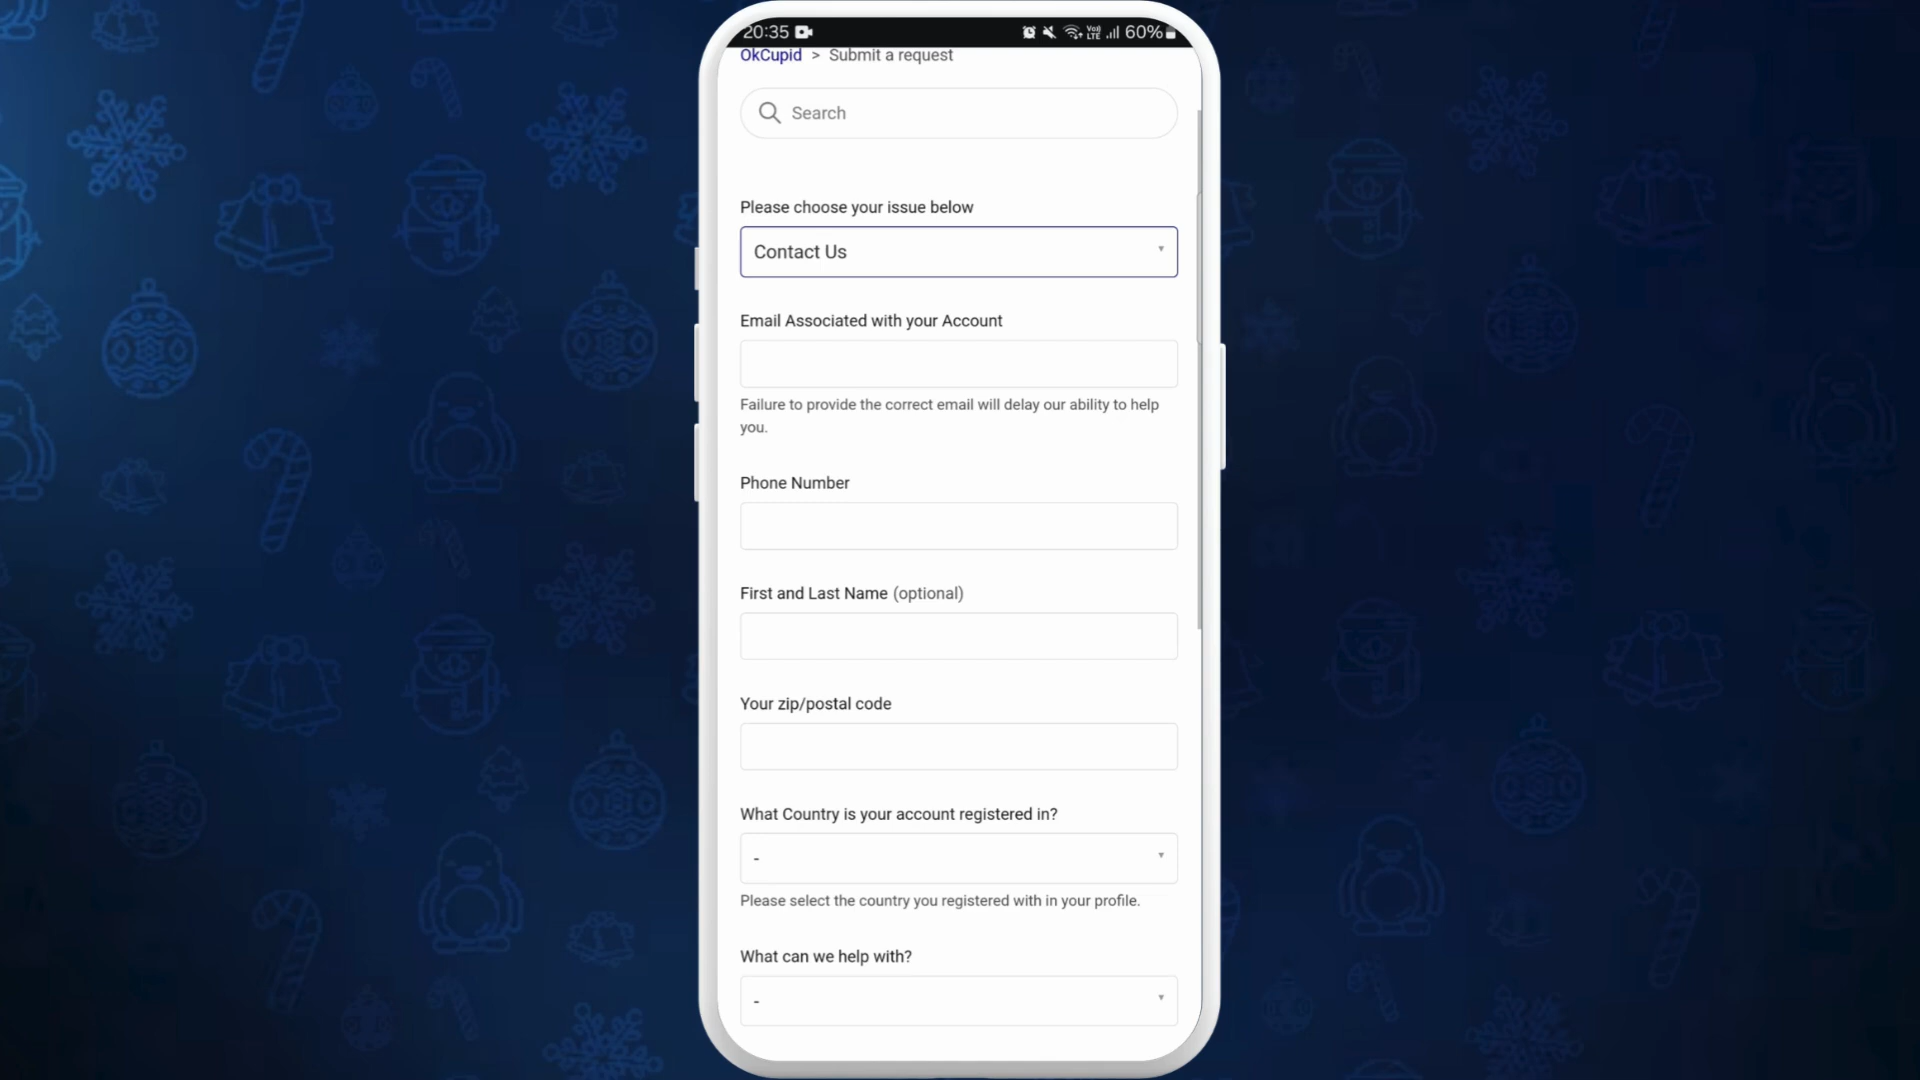 20:35 Vo) LTE 60%
OkCupid > Submit a request
Search
Please choose your issue below
Contact Us
Email Associated with your Account
Failure to provide the correct email will delay our ability to help
you.
Phone Number
First and Last Name (optional)
Your zip/postal code
What Country is your account registered in?
-
Please select the country you registered with in your profile.
What can we help with?
-